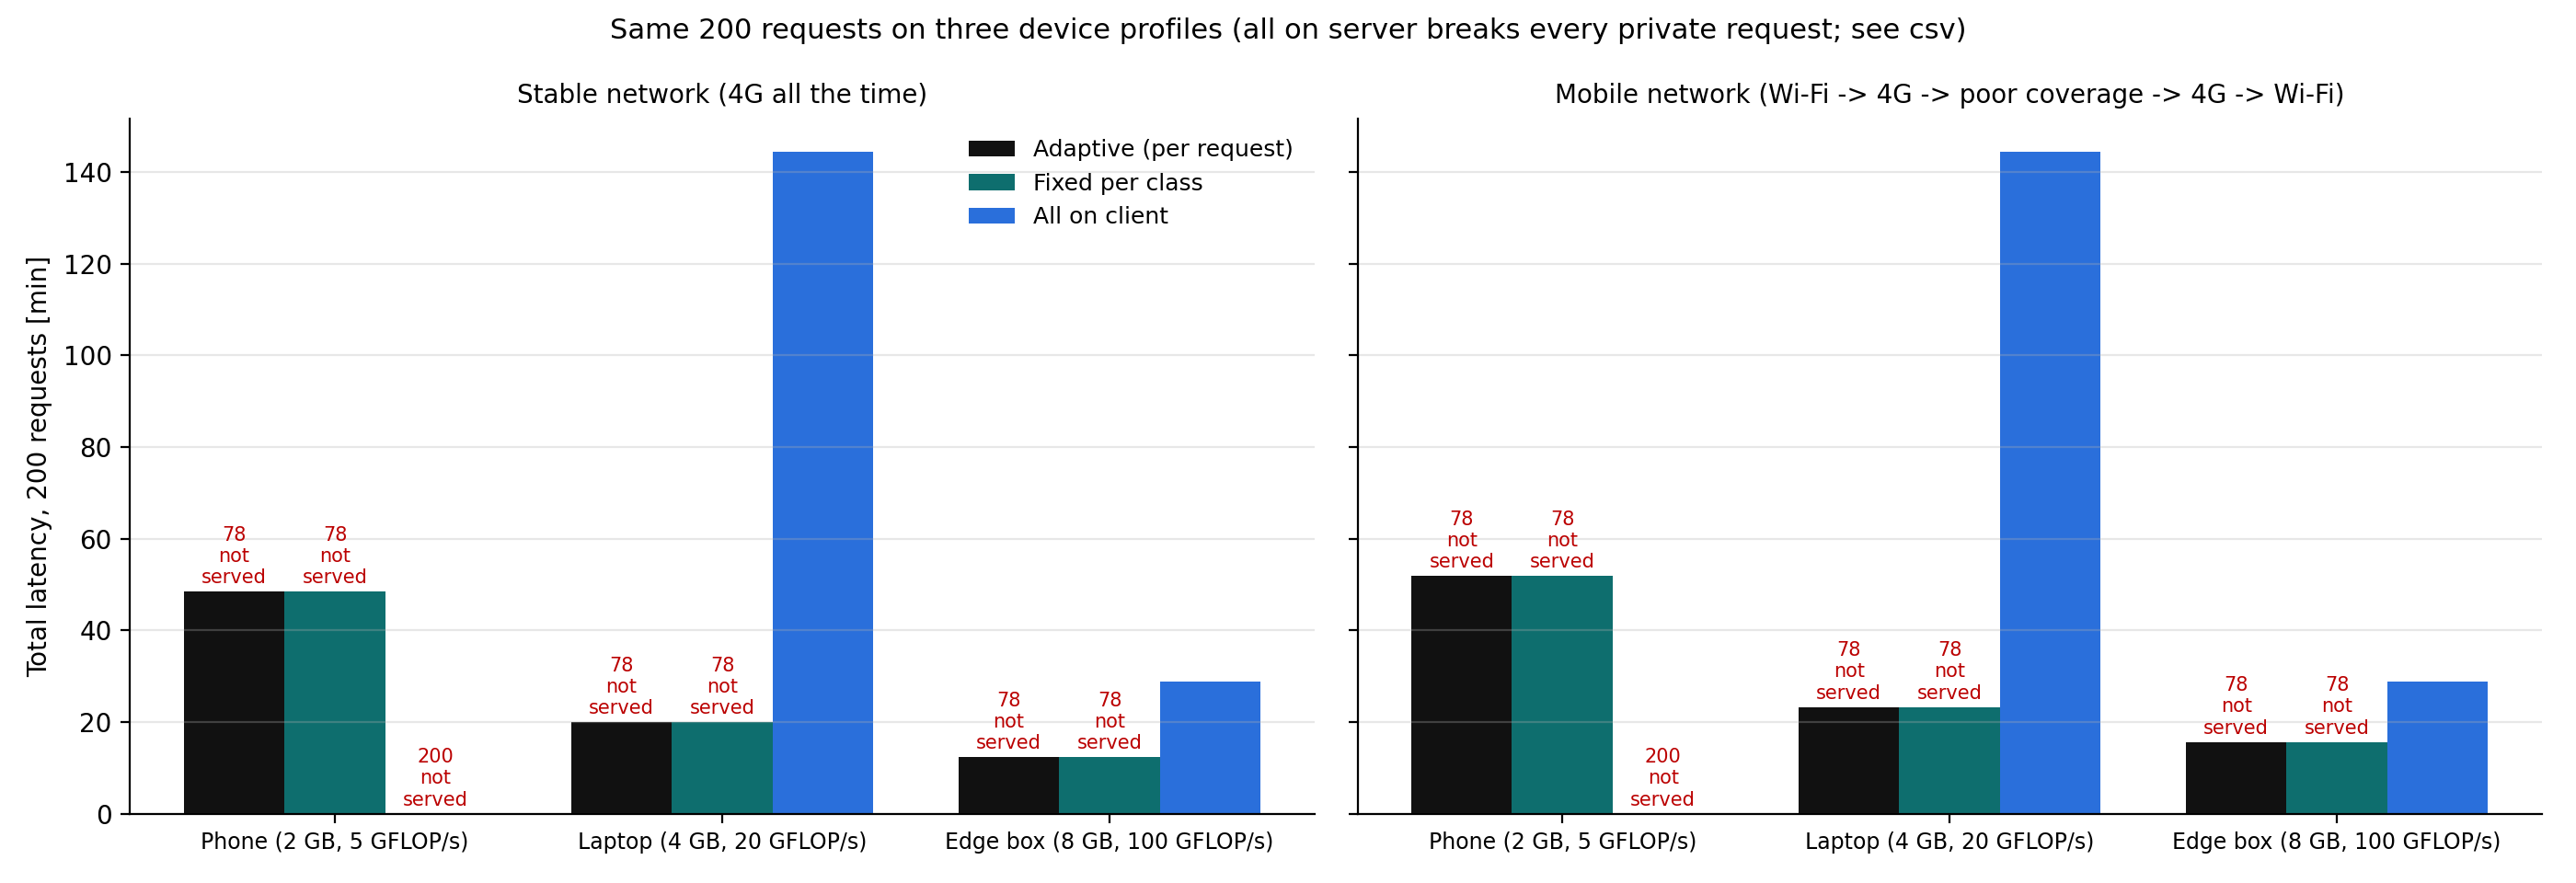 Same 200 requests on three device profiles (all on server breaks every private request; see csv)
Stable network (4G all the time)
Total latency, 200 requests [min]
140
120
100
80
60
40
20
0
Adaptive (per request)
Fixed per class
All on client
78
not
served
78
not
served
200
not
served
78
not
served
78
not
served
78
not
served
78
not
served
Phone (2 GB, 5 GFLOP/s)
Laptop (4 GB, 20 GFLOP/s)
Edge box (8 GB, 100 GFLOP/s)
Mobile network (Wi-Fi -> 4G -> poor coverage -> 4G -> Wi-Fi)
78
not
served
78
not
served
200
not
served
78
not
served
78
not
served
78
not
served
78
not
served
Phone (2 GB, 5 GFLOP/s)
Laptop (4 GB, 20 GFLOP/s)
Edge box (8 GB, 100 GFLOP/s)